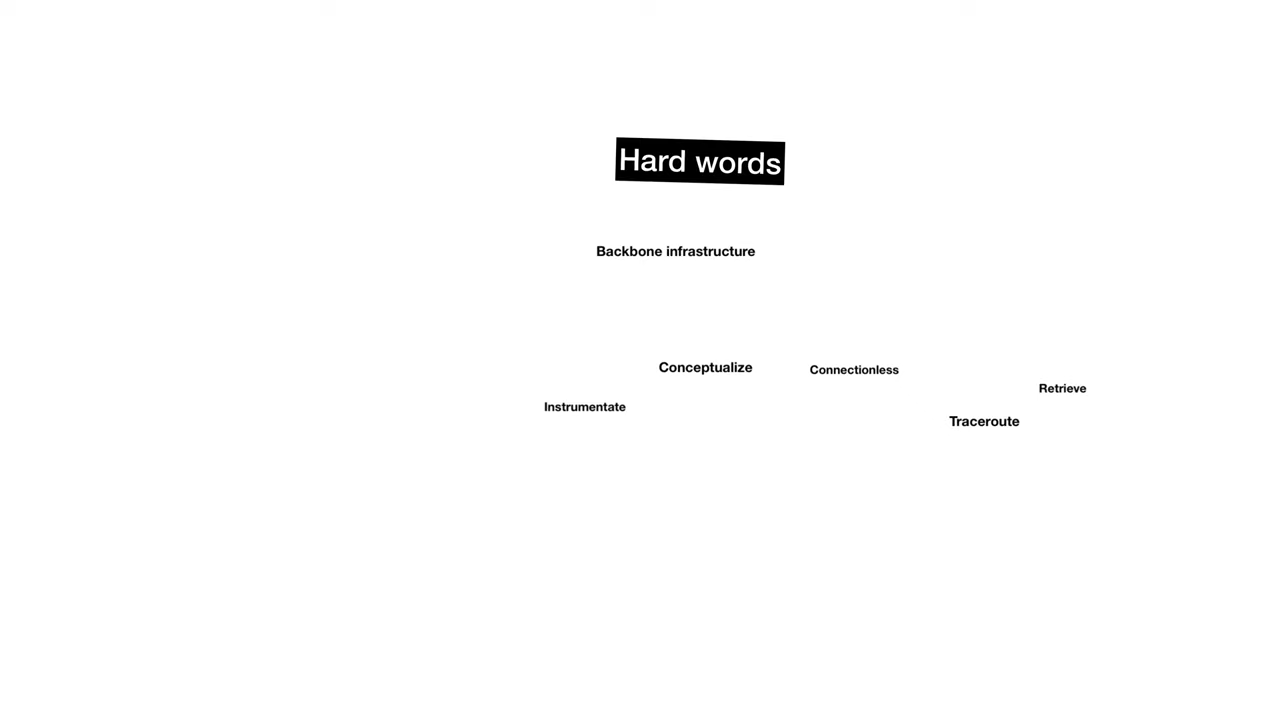 Hard words
Backbone infrastructure
Conceptualize
Connectionless
Retrieve
Instrumentate
Traceroute